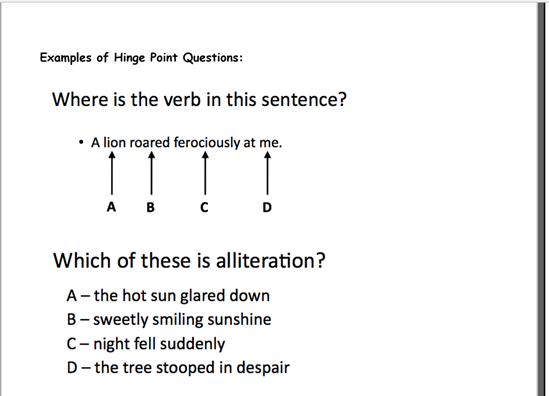 Examples of Hinge Point Questions:
Where is the verb in this sentence?
• A lion roared ferociously at me.
A B C D
Which of these is alliteration?
A – the hot sun glared down
B – sweetly smiling sunshine
C – night fell suddenly
D – the tree stooped in despair